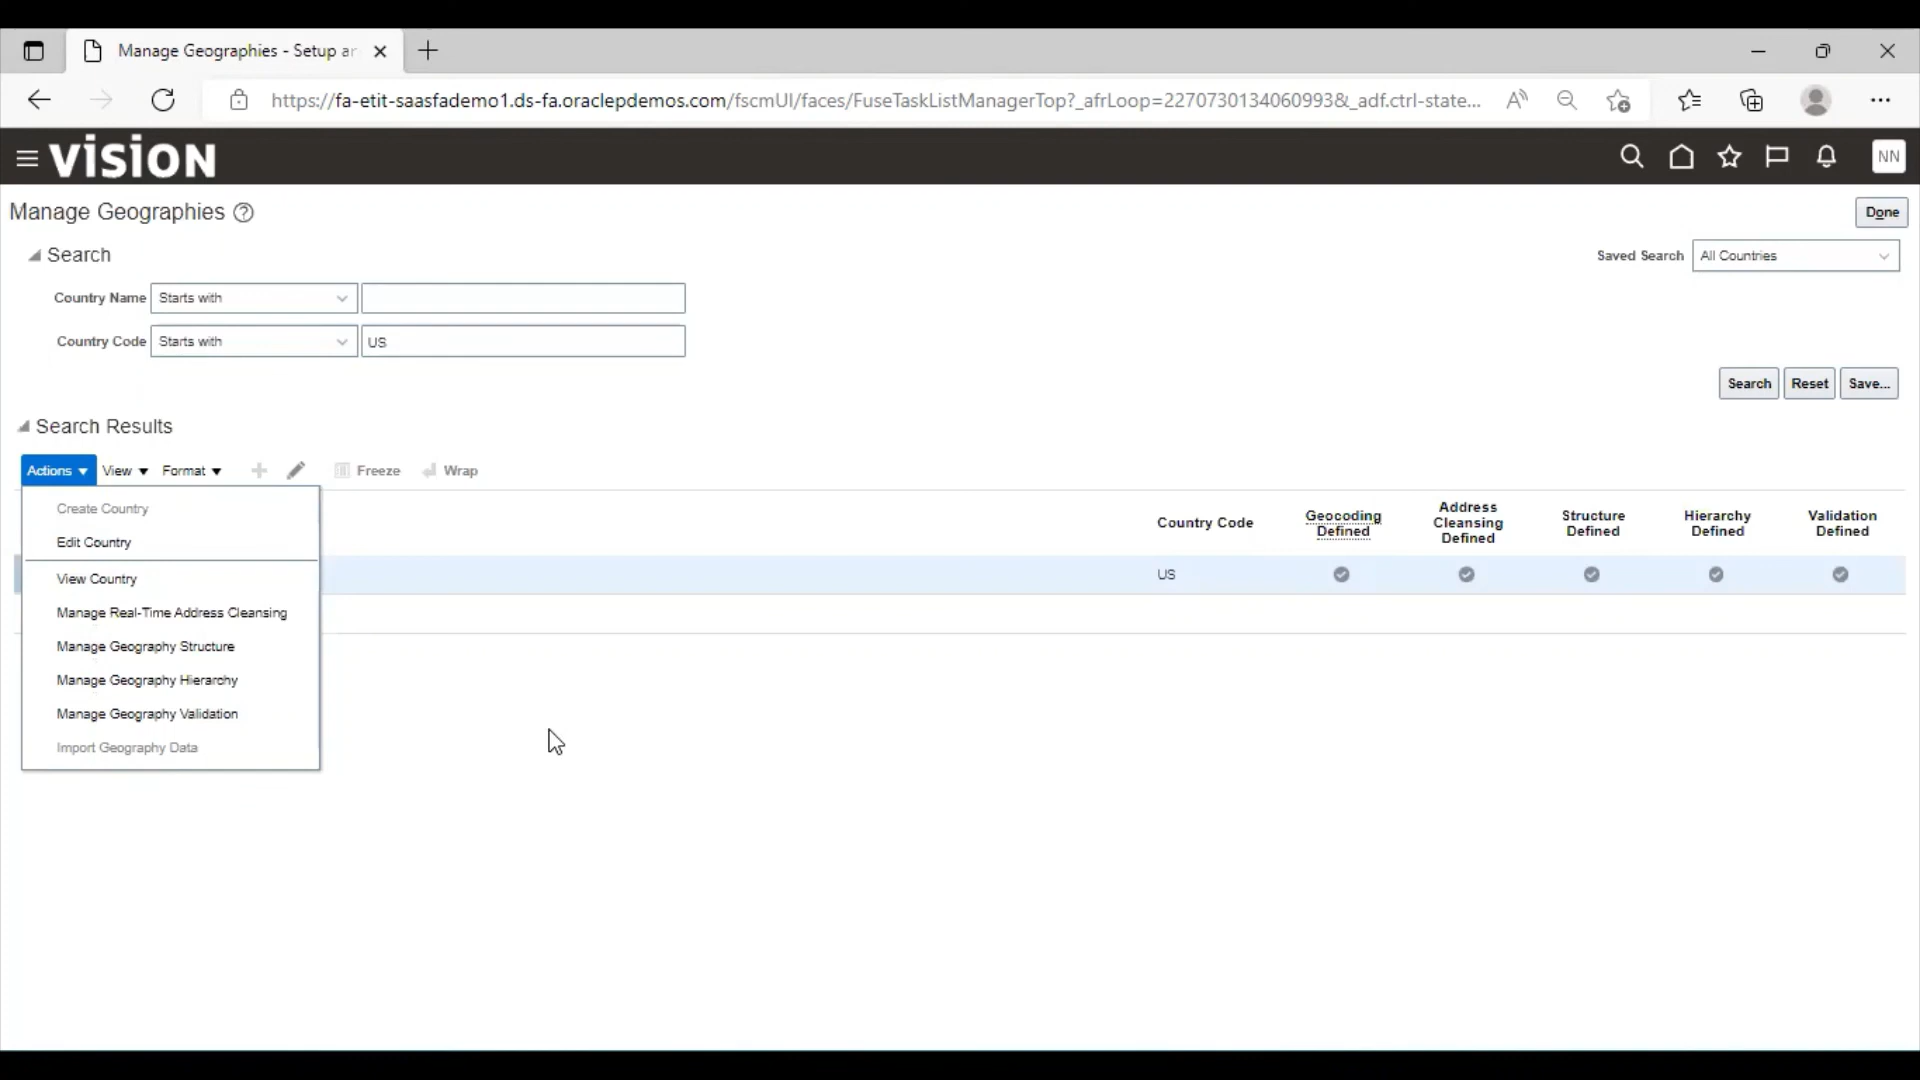 Manage Geographies - Setup ar
https://fa-etit-saasfademo1.ds-fa.oraclepdemos.com/fscmUI/faces/FuseTaskListManagerTop?_afrLoop=2270730134060993&_adf.ctrl-state...
VISION
NN
Manage Geographies
Done
Search
Saved Search All Countries
Country Name Starts with
Country Code Starts with US
Search Reset Save...
Search Results
Actions View Format Freeze Wrap
Create Country
Edit Country
View Country
Manage Real-Time Address Cleansing
Manage Geography Structure
Manage Geography Hierarchy
Manage Geography Validation
Import Geography Data
Country Code
Geocoding
Defined
Address
Cleansing
Defined
Structure
Defined
Hierarchy
Defined
Validation
Defined
US